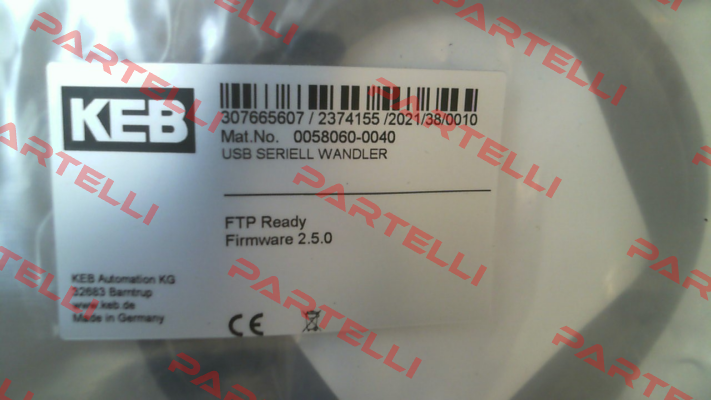 KEB
307665607 / 2374155 /2021/38/0010
Mat.No. 0058060-0040
USB SERIELL WANDLER
FTP Ready
Firmware 2.5.0
KEB Automation KG
32683 Barntrup
www.keb.de
Made in Germany
CE
PARTELLI
PARTELLI
PARTELLI
PARTELLI
PARTELLI
PARTELLI
PARTELLI
PARTELLI